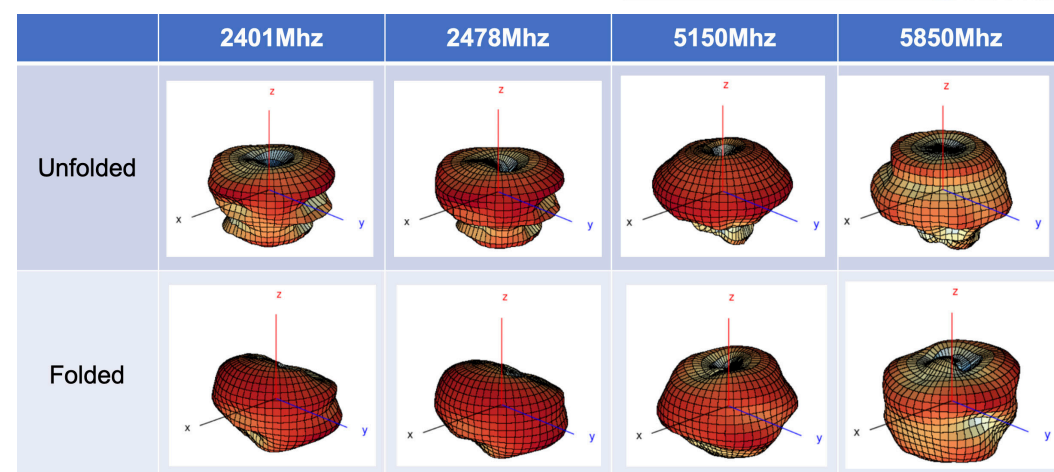 2401Mhz 2478Mhz 5150Mhz 5850Mhz
Unfolded
z z z z
x y x y x y x y
Folded
z z z z
x y x y x y x y